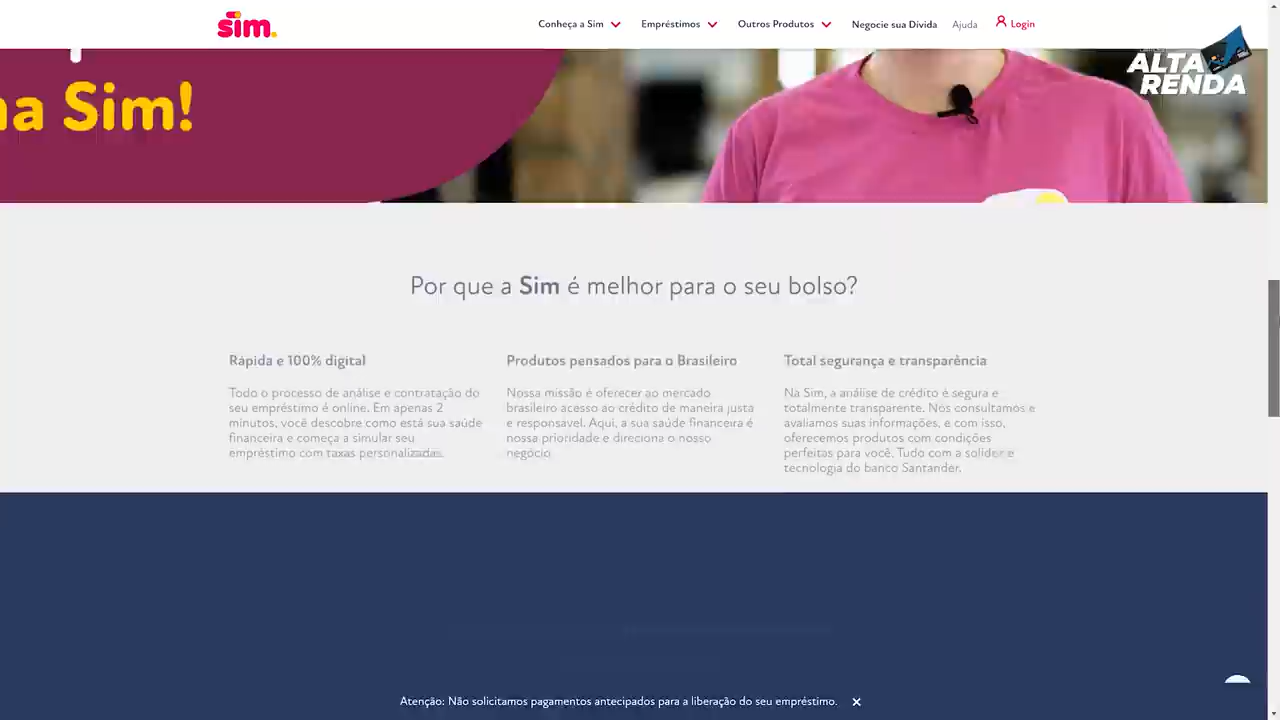 sim.
Conheça a Sim
Empréstimos
Outros Produtos
Negocie sua Dívida
Ajuda
Login
ALTA
RENDA
na Sim!
Por que a Sim é melhor para o seu bolso?
Rápida e 100% digital
Todo o processo de análise e contratação do
seu empréstimo é online. Em apenas 2
minutos, você descobre como está sua saúde
financeira e começa a simular seu
empréstimo com taxas personalizadas.
Produtos pensados para o Brasileiro
Nossa missão é oferecer ao mercado
brasileiro acesso ao crédito de maneira justa
e responsável. Aqui, a sua saúde financeira é
nossa prioridade e direciona o nosso
negócio
Total segurança e transparência
Na Sim, a análise de crédito é segura e
totalmente transparente. Nós consultamos e
avaliamos suas informações, e com isso,
oferecemos produtos com condições
perfeitas para você. Tudo com a solidez e
tecnologia do banco Santander.
Atenção: Não solicitamos pagamentos antecipados para a liberação do seu empréstimo.